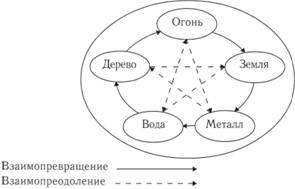 Огонь
Дерево
Земля
Вода
Металл
Взаимопревращение
Взаимопреодоление